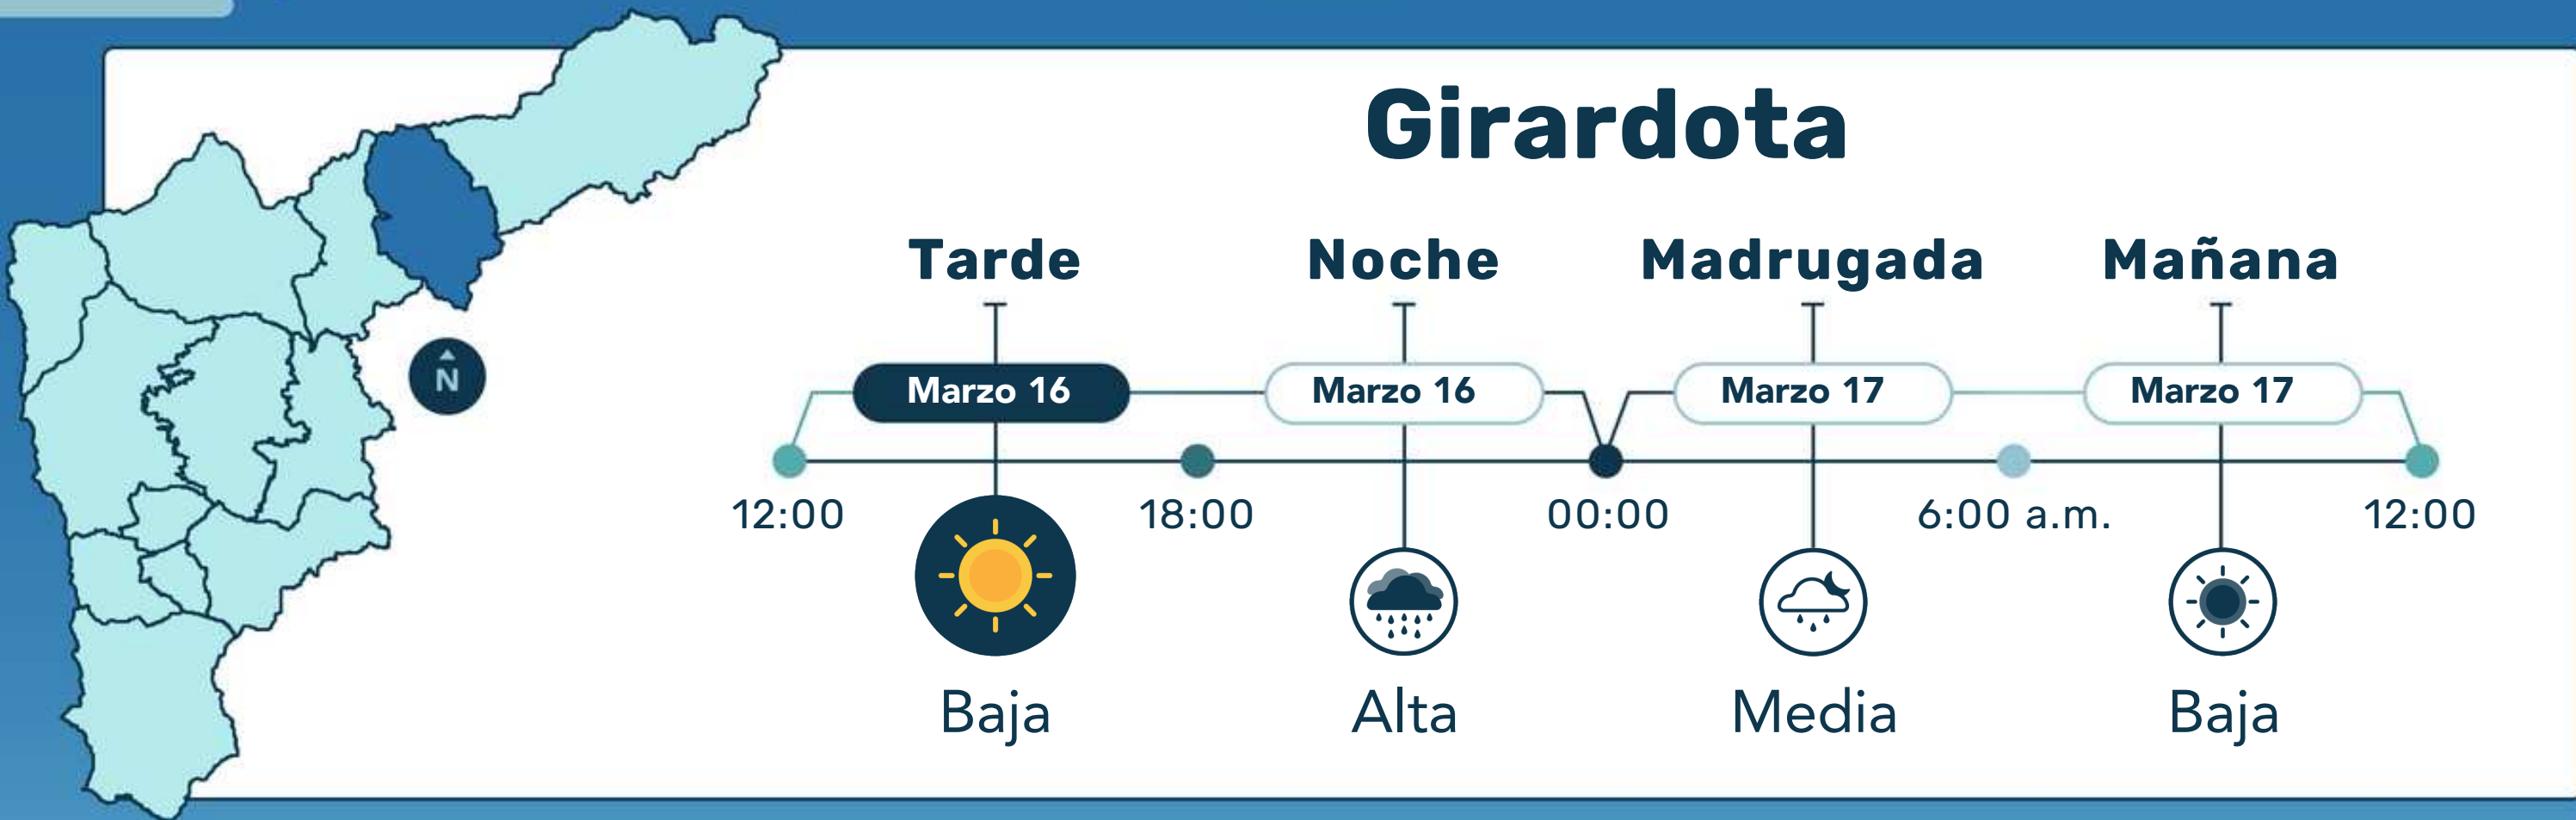 Girardota
Tarde Noche Madrugada Mañana
N
Marzo 16 Marzo 16 Marzo 17 Marzo 17
12:00 18:00 00:00 6:00 a.m. 12:00
Baja Alta Media Baja